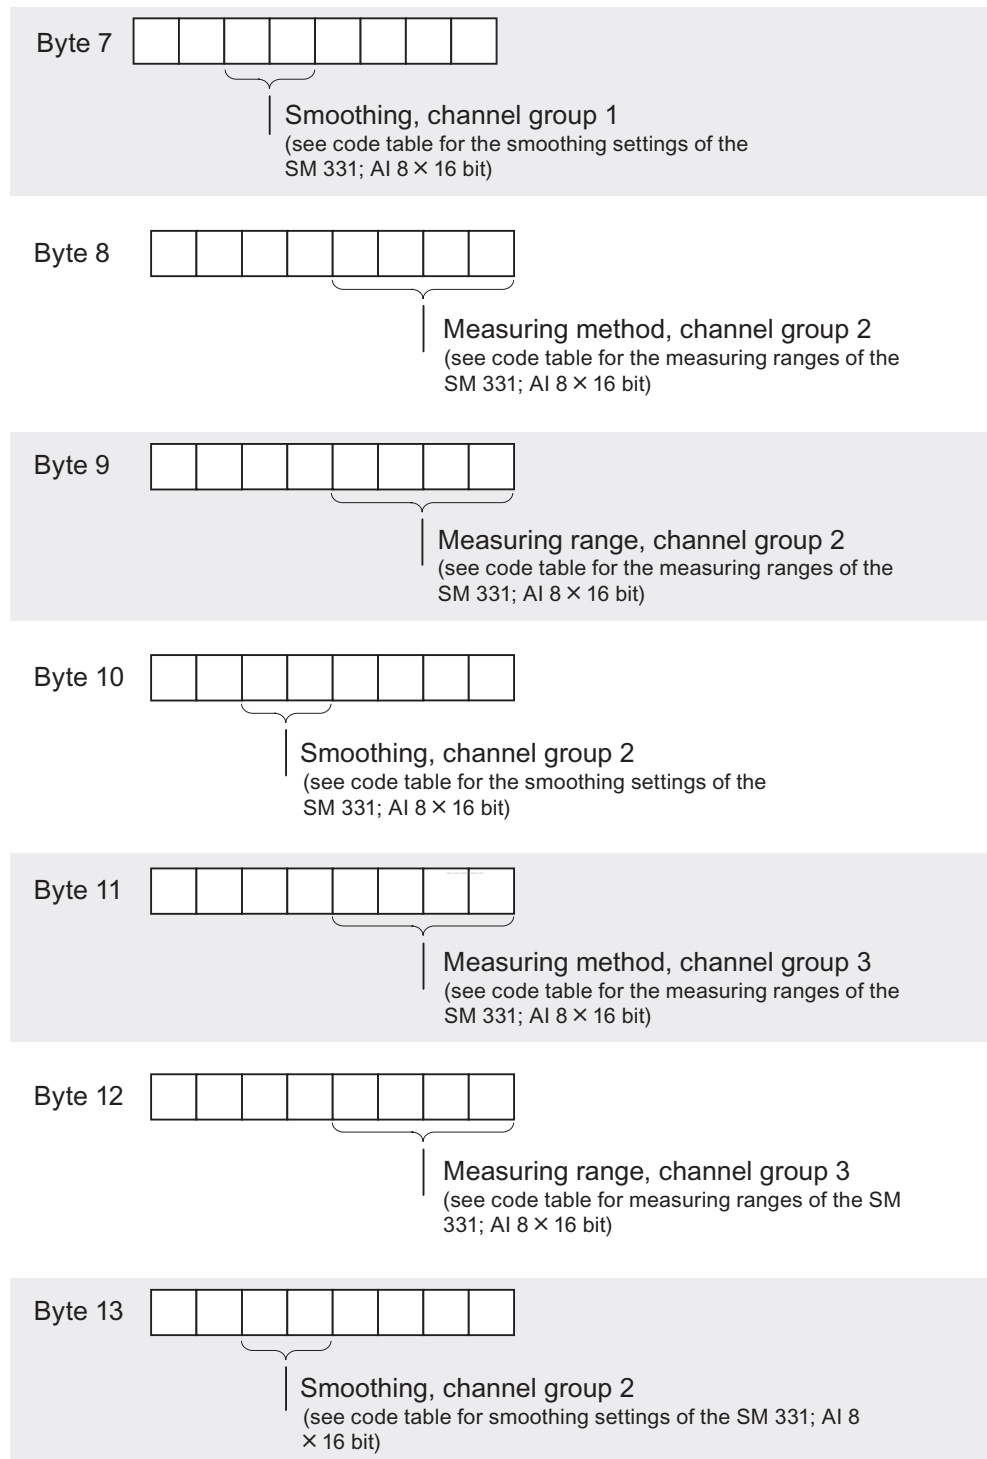 Byte 7
Smoothing, channel group 1
(see code table for the smoothing settings of the
SM 331; AI 8 × 16 bit)
Byte 8
Measuring method, channel group 2
(see code table for the measuring ranges of the
SM 331; AI 8 × 16 bit)
Byte 9
Measuring range, channel group 2
(see code table for the measuring ranges of the
SM 331; AI 8 × 16 bit)
Byte 10
Smoothing, channel group 2
(see code table for the smoothing settings of the
SM 331; AI 8 × 16 bit)
Byte 11
Measuring method, channel group 3
(see code table for the measuring ranges of the
SM 331; AI 8 × 16 bit)
Byte 12
Measuring range, channel group 3
(see code table for measuring ranges of the SM
331; AI 8 × 16 bit)
Byte 13
Smoothing, channel group 2
(see code table for smoothing settings of the SM 331; AI 8
× 16 bit)